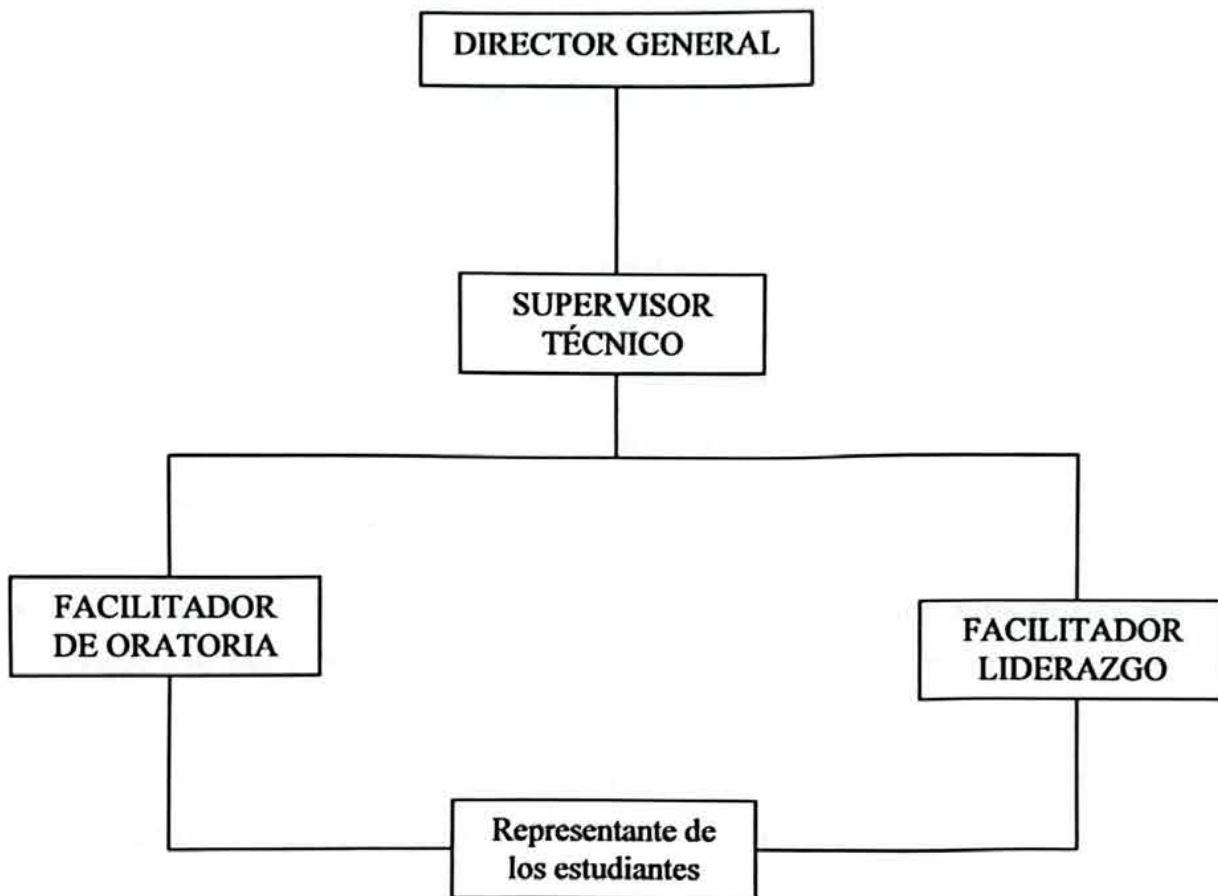 DIRECTOR GENERAL
SUPERVISOR
TÉCNICO
FACILITADOR
DE ORATORIA
FACILITADOR
LIDERAZGO
Representante de
los estudiantes